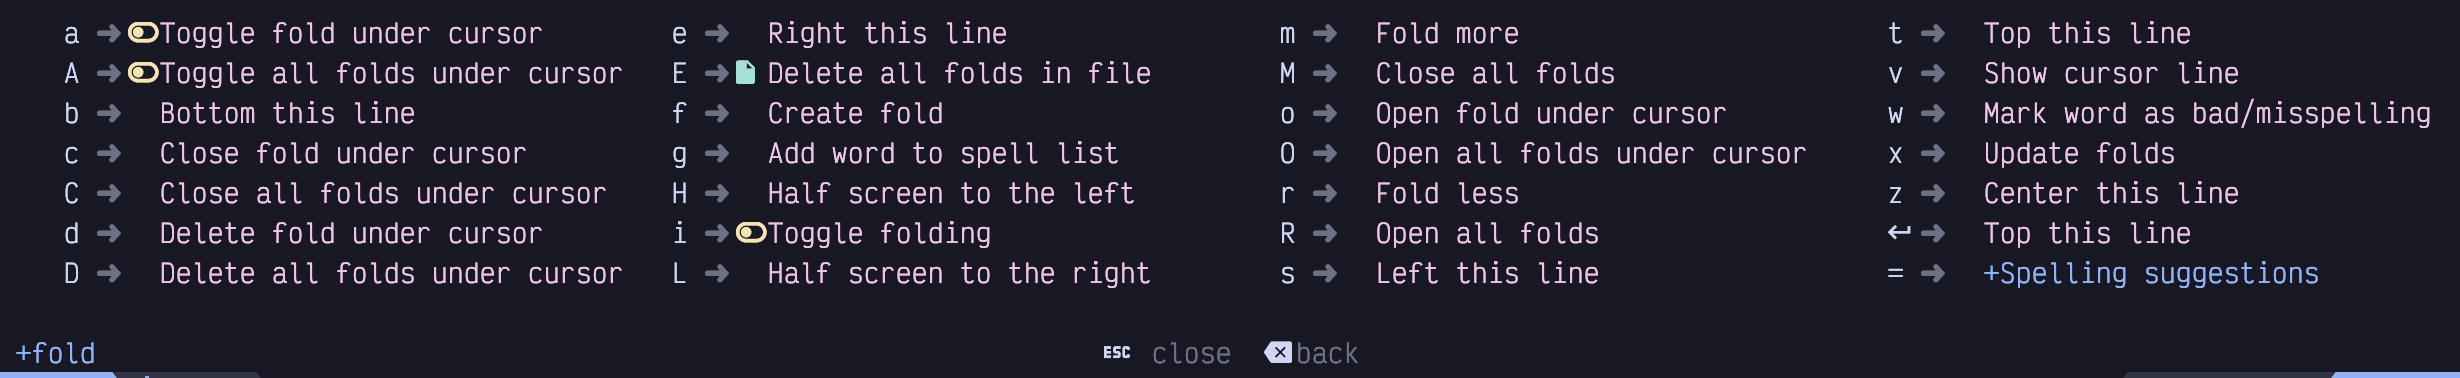 a ➜ Toggle fold under cursor
A ➜ Toggle all folds under cursor
b ➜ Bottom this line
c ➜ Close fold under cursor
C ➜ Close all folds under cursor
d ➜ Delete fold under cursor
D ➜ Delete all folds under cursor
e ➜ Right this line
E ➜ Delete all folds in file
f ➜ Create fold
g ➜ Add word to spell list
H ➜ Half screen to the left
i ➜ Toggle folding
L ➜ Half screen to the right
m ➜ Fold more
M ➜ Close all folds
o ➜ Open fold under cursor
O ➜ Open all folds under cursor
r ➜ Fold less
R ➜ Open all folds
s ➜ Left this line
t ➜ Top this line
v ➜ Show cursor line
w ➜ Mark word as bad/misspelling
x ➜ Update folds
z ➜ Center this line
↵ ➜ Top this line
= ➜ +Spelling suggestions
+fold
ESC close ⌫ back